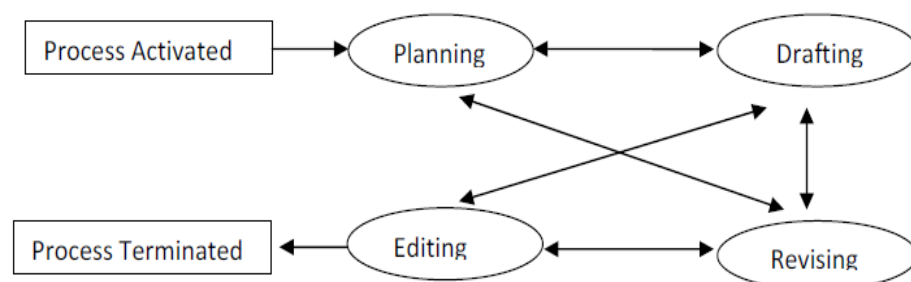 Process Activated
Planning
Drafting
Process Terminated
Editing
Revising